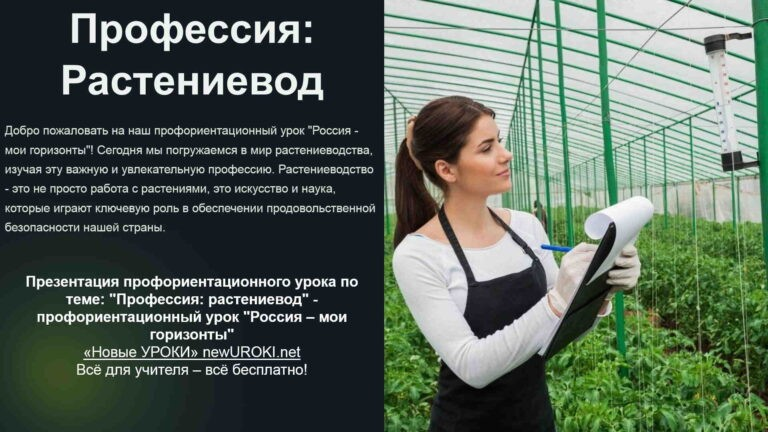 Профессия:
Растениевод
Добро пожаловать на наш профориентационный урок "Россия -
мои горизонты"! Сегодня мы погружаемся в мир растениеводства,
изучая эту важную и увлекательную профессию. Растениеводство
- это не просто работа с растениями, это искусство и наука,
которые играют ключевую роль в обеспечении продовольственной
безопасности нашей страны.
Презентация профориентационного урока по
теме: "Профессия: растениевод" -
профориентационный урок "Россия – мои
горизонты"
«Новые УРОКИ» newUROKI.net
Всё для учителя – всё бесплатно!